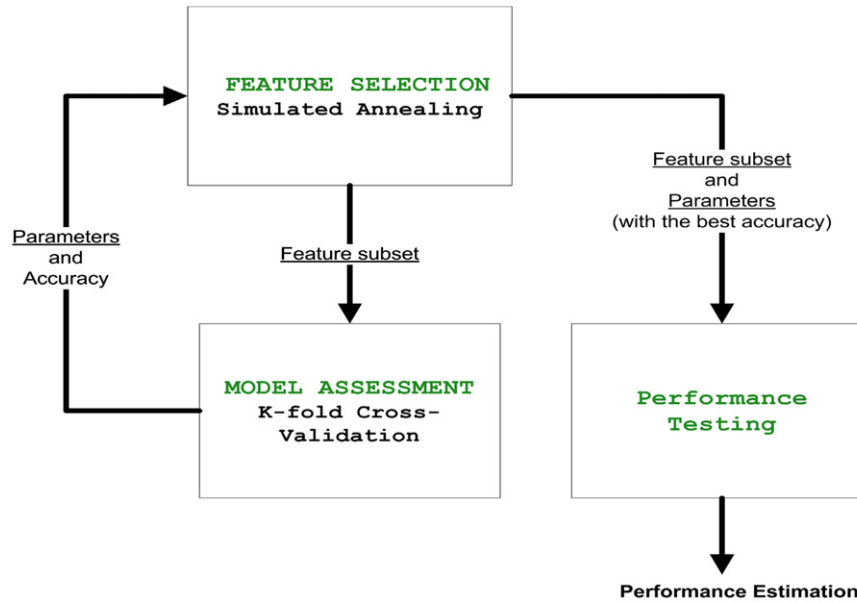 FEATURE SELECTION
Simulated Annealing
Feature subset
and
Parameters
(with the best accuracy)
Parameters
and
Accuracy
Feature subset
MODEL ASSESSMENT
K-fold Cross-
Validation
Performance
Testing
Performance Estimation